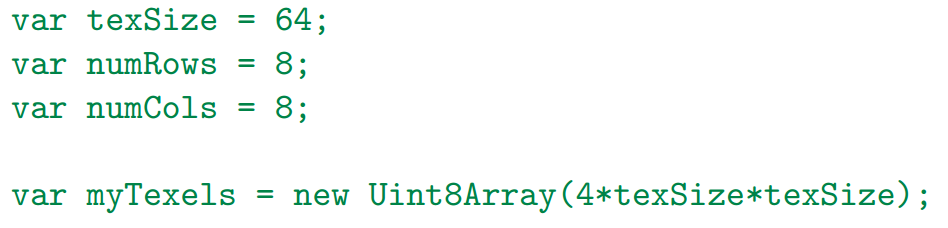 var texSize = 64;
var numRows = 8;
var numCols = 8;
var myTexels = new Uint8Array(4*texSize*texSize);